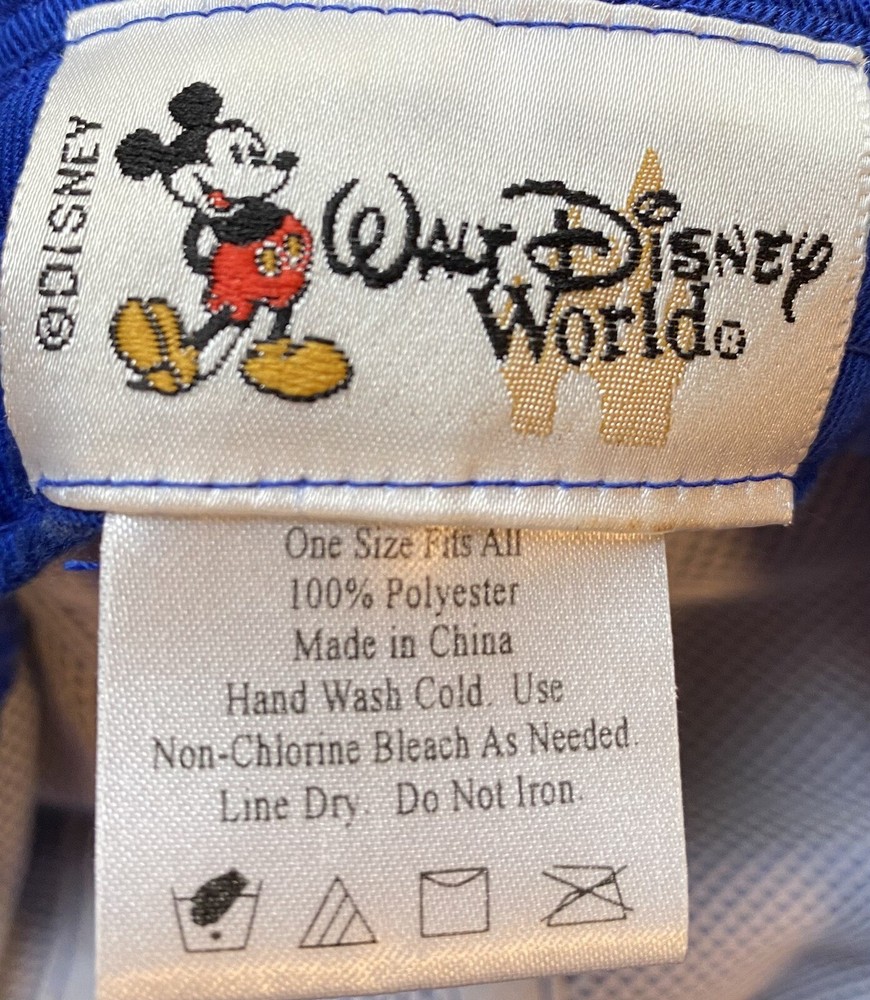 ©DISNEY
WALT DISNEY
World®
One Size Fits All
100% Polyester
Made in China
Hand Wash Cold. Use
Non-Chlorine Bleach As Needed.
Line Dry. Do Not Iron.